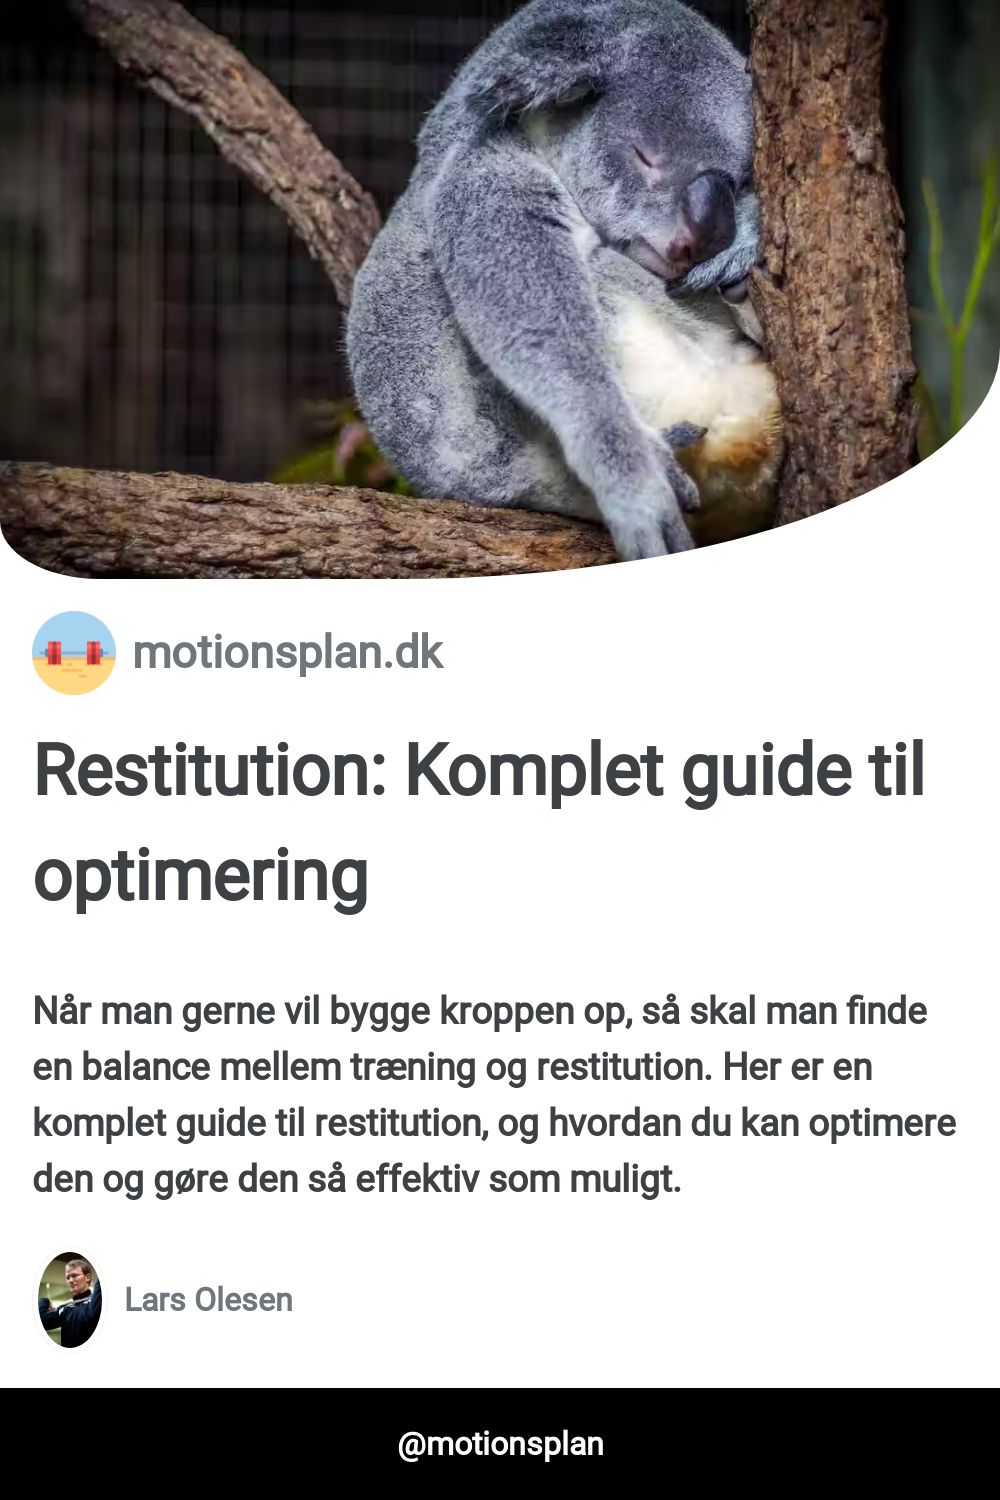 motionsplan.dk
Restitution: Komplet guide til
optimering
Når man gerne vil bygge kroppen op, så skal man finde
en balance mellem træning og restitution. Her er en
komplet guide til restitution, og hvordan du kan optimere
den og gøre den så effektiv som muligt.
Lars Olesen
@motionsplan